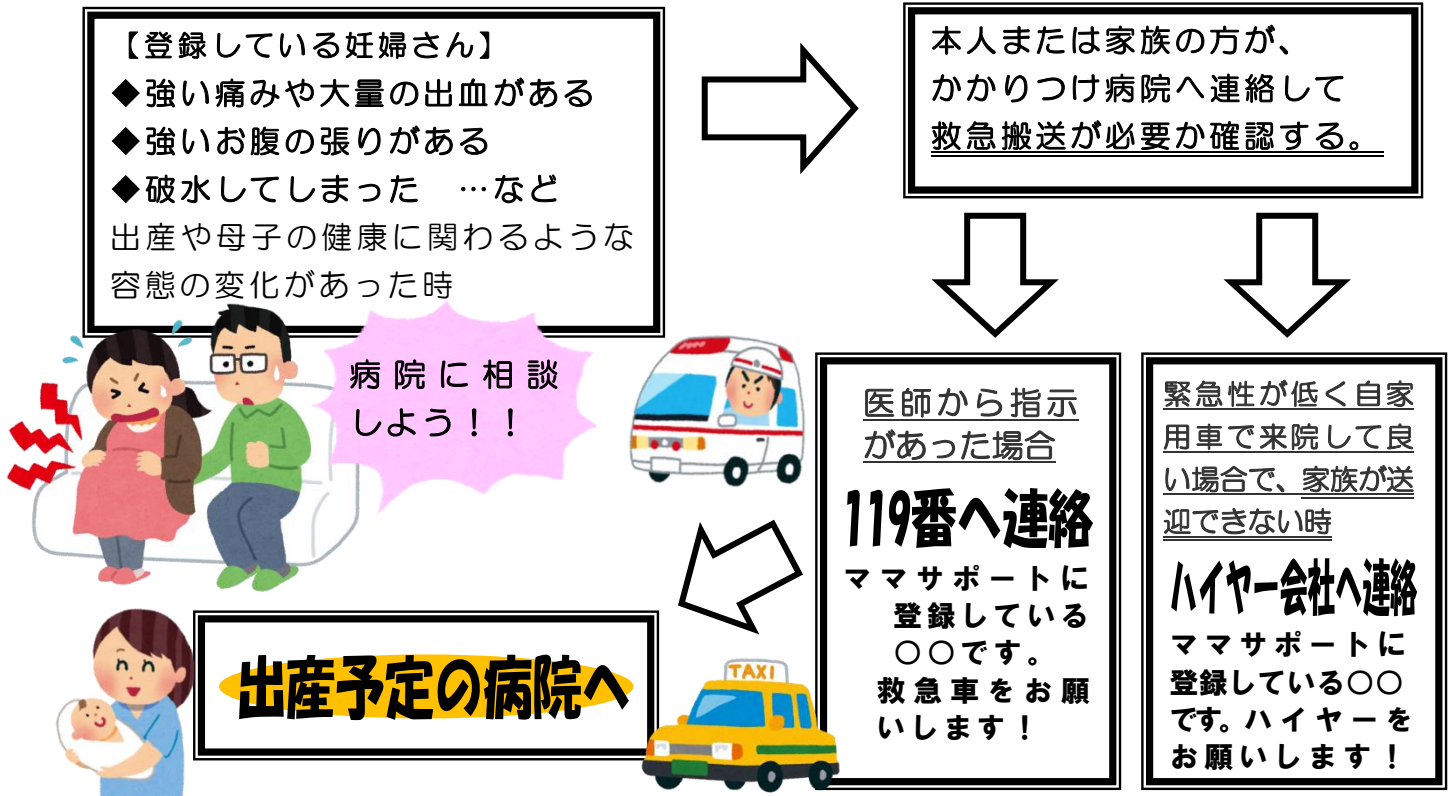 【登録している妊婦さん】
◆強い痛みや大量の出血がある
◆強いお腹の張りがある
◆破水してしまった　…など
出産や母子の健康に関わるような
容態の変化があった時
本人または家族の方が、
かかりつけ病院へ連絡して
救急搬送が必要か確認する。
病院に相談
しよう！！
医師から指示
があった場合
119番へ連絡
ママサポートに
登録している
○○です。
救急車をお願
いします！
緊急性が低く自家
用車で来院して良
い場合で、家族が送
迎できない時
ハイヤー会社へ連絡
ママサポートに
登録している○○
です。ハイヤーを
お願いします！
出産予定の病院へ
TAXI